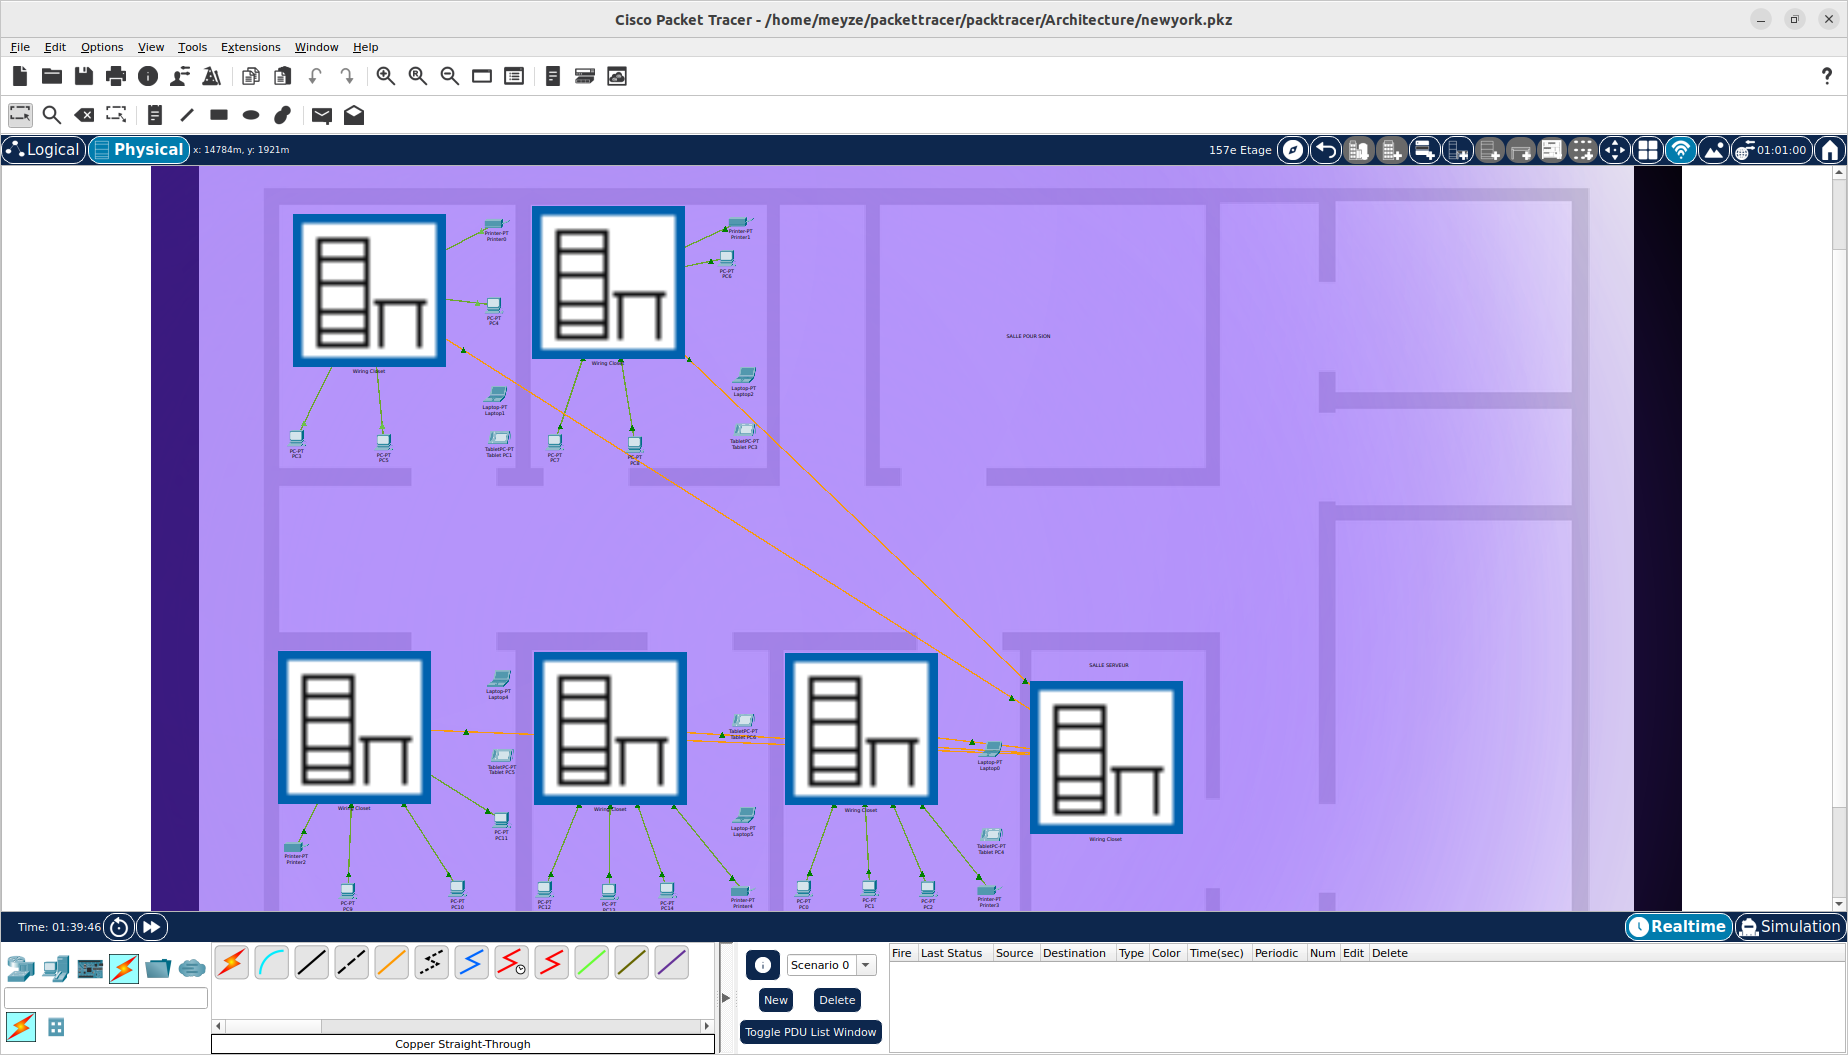 Cisco Packet Tracer - /home/meyze/packettracer/packtracer/Architecture/newyork.pkz
File Edit Options View Tools Extensions Window Help
Logical Physical x: 14784m, y: 1921m 157e Etage 01:01:00
Printer-PT
Printer0
Printer-PT
Printer1
PC-PT
PC6
PC-PT
PC4
SALLE POUR SION
Wiring Closet
Wiring Closet
Laptop-PT
Laptop1
Laptop-PT
Laptop2
PC-PT
PC3
PC-PT
PC5
TabletPC-PT
Tablet PC1
PC-PT
PC7
PC-PT
PC8
TabletPC-PT
SALLE SERVEUR
Laptop-PT
Laptop4
TabletPC-PT
TabletPC-PT
Laptop-PT
Laptop0
Wiring Closet
Wiring Closet
Wiring Closet
Wiring Closet
PC-PT
PC11
Laptop-PT
Laptop5
TabletPC-PT
Tablet PC4
Printer-PT
Printer2
PC-PT
PC9
PC-PT
PC10
PC-PT
PC12
PC-PT
PC13
PC-PT
PC14
Printer-PT
Printer4
PC-PT
PC0
PC-PT
PC1
PC-PT
PC2
Printer-PT
Printer3
Time: 01:39:46 Realtime Simulation
Scenario 0
New Delete
Toggle PDU List Window
Fire Last Status Source Destination Type Color Time(sec) Periodic Num Edit Delete
Copper Straight-Through